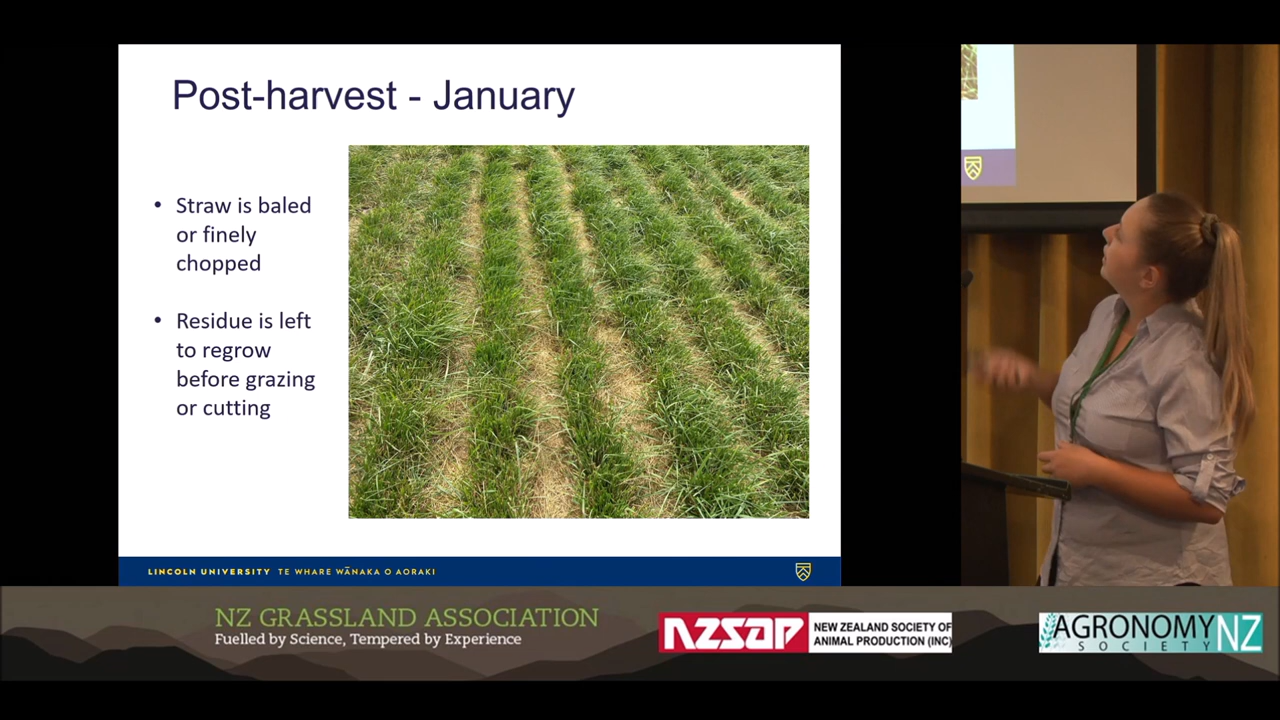 Post-harvest - January
• Straw is baled
or finely
chopped
• Residue is left
to regrow
before grazing
or cutting
LINCOLN UNIVERSITY TE WHARE WĀNAKA O AORAKI
NZ GRASSLAND ASSOCIATION
Fuelled by Science, Tempered by Experience
NZSAP
NEW ZEALAND SOCIETY OF
ANIMAL PRODUCTION (INC)
AGRONOMY NZ
SOCIETY